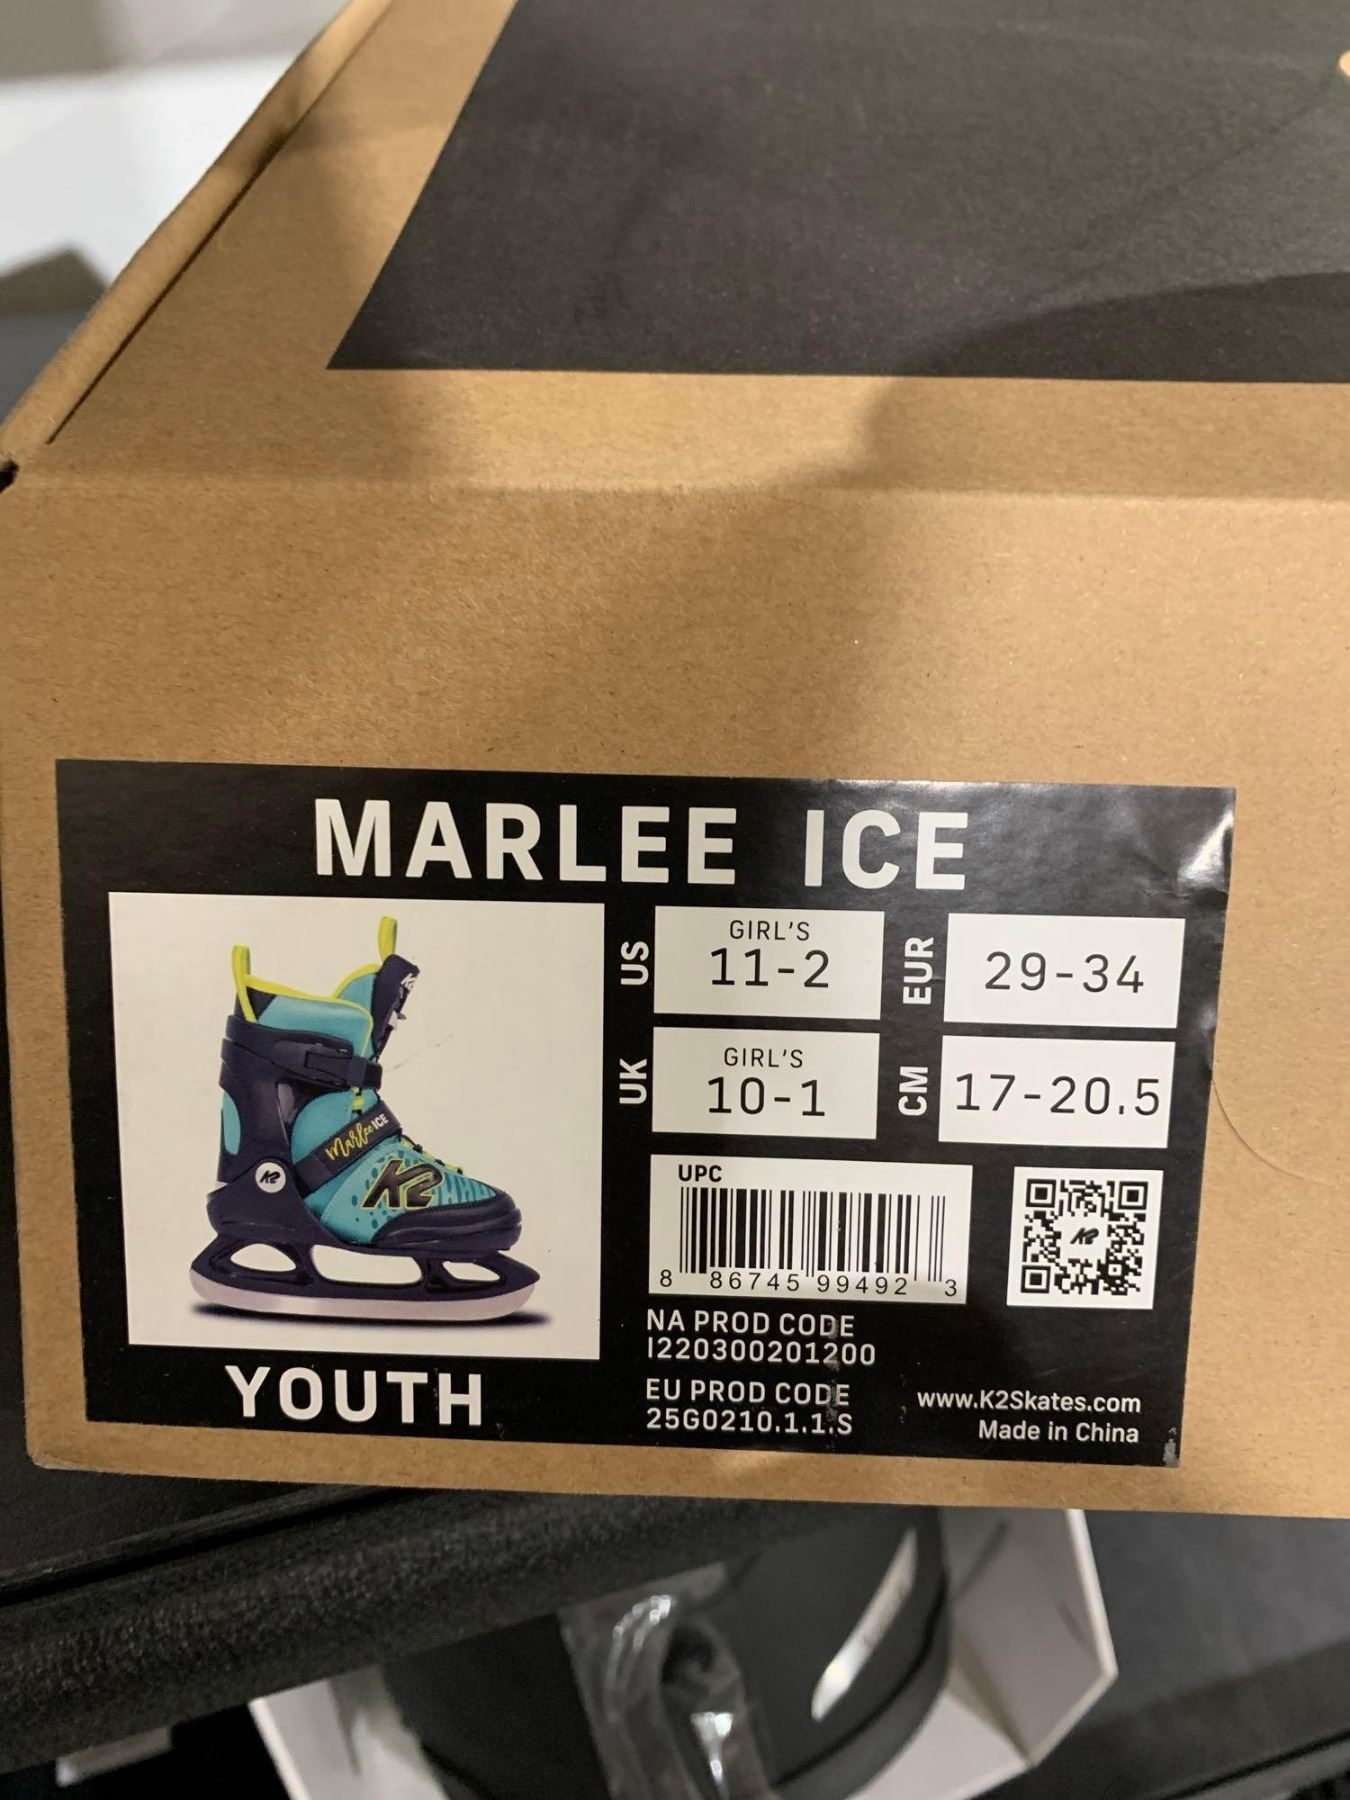 MARLEE ICE
US
GIRL'S
11-2
EUR
29-34
UK
GIRL'S
10-1
CM
17-20.5
Marlee ICE
K2
K2
UPC
8 86745 99492 3
K2
NA PROD CODE
I220300201200
EU PROD CODE
25G0210.1.1.S
www.K2Skates.com
Made in China
YOUTH